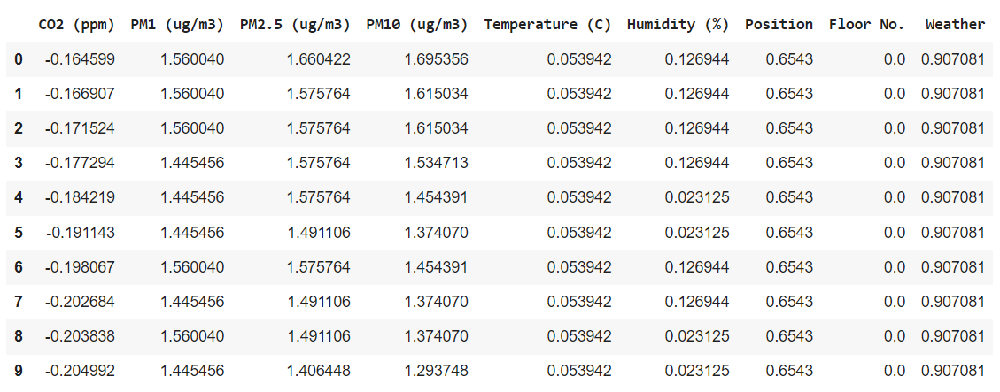 CO2 (ppm) PM1 (ug/m3) PM2.5 (ug/m3) PM10 (ug/m3) Temperature (C) Humidity (%) Position Floor No. Weather
0 -0.164599 1.560040 1.660422 1.695356 0.053942 0.126944 0.6543 0.0 0.907081
1 -0.166907 1.560040 1.575764 1.615034 0.053942 0.126944 0.6543 0.0 0.907081
2 -0.171524 1.560040 1.575764 1.615034 0.053942 0.126944 0.6543 0.0 0.907081
3 -0.177294 1.445456 1.575764 1.534713 0.053942 0.126944 0.6543 0.0 0.907081
4 -0.184219 1.445456 1.575764 1.454391 0.053942 0.023125 0.6543 0.0 0.907081
5 -0.191143 1.445456 1.491106 1.374070 0.053942 0.023125 0.6543 0.0 0.907081
6 -0.198067 1.560040 1.575764 1.454391 0.053942 0.126944 0.6543 0.0 0.907081
7 -0.202684 1.445456 1.491106 1.374070 0.053942 0.126944 0.6543 0.0 0.907081
8 -0.203838 1.560040 1.491106 1.374070 0.053942 0.023125 0.6543 0.0 0.907081
9 -0.204992 1.445456 1.406448 1.293748 0.053942 0.023125 0.6543 0.0 0.907081